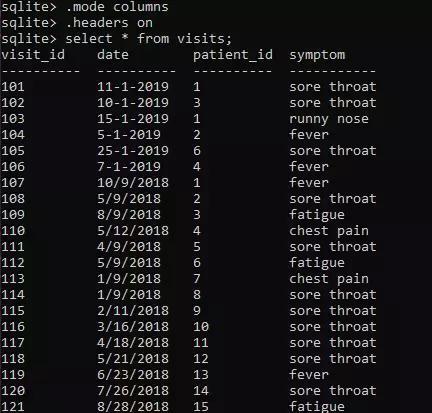 sqlite> .mode columns
sqlite> .headers on
sqlite> select * from visits;
visit_id    date        patient_id  symptom
----------  ----------  ----------  -----------
101         11-1-2019   1           sore throat
102         10-1-2019   3           sore throat
103         15-1-2019   1           runny nose
104         5-1-2019    2           fever
105         25-1-2019   6           sore throat
106         7-1-2019    4           fever
107         10/9/2018   1           fever
108         5/9/2018    2           sore throat
109         8/9/2018    3           fatigue
110         5/12/2018   4           chest pain
111         4/9/2018    5           sore throat
112         5/9/2018    6           fatigue
113         1/9/2018    7           chest pain
114         1/9/2018    8           sore throat
115         2/11/2018   9           sore throat
116         3/16/2018   10          sore throat
117         4/18/2018   11          sore throat
118         5/21/2018   12          sore throat
119         6/23/2018   13          fever
120         7/26/2018   14          sore throat
121         8/28/2018   15          fatigue